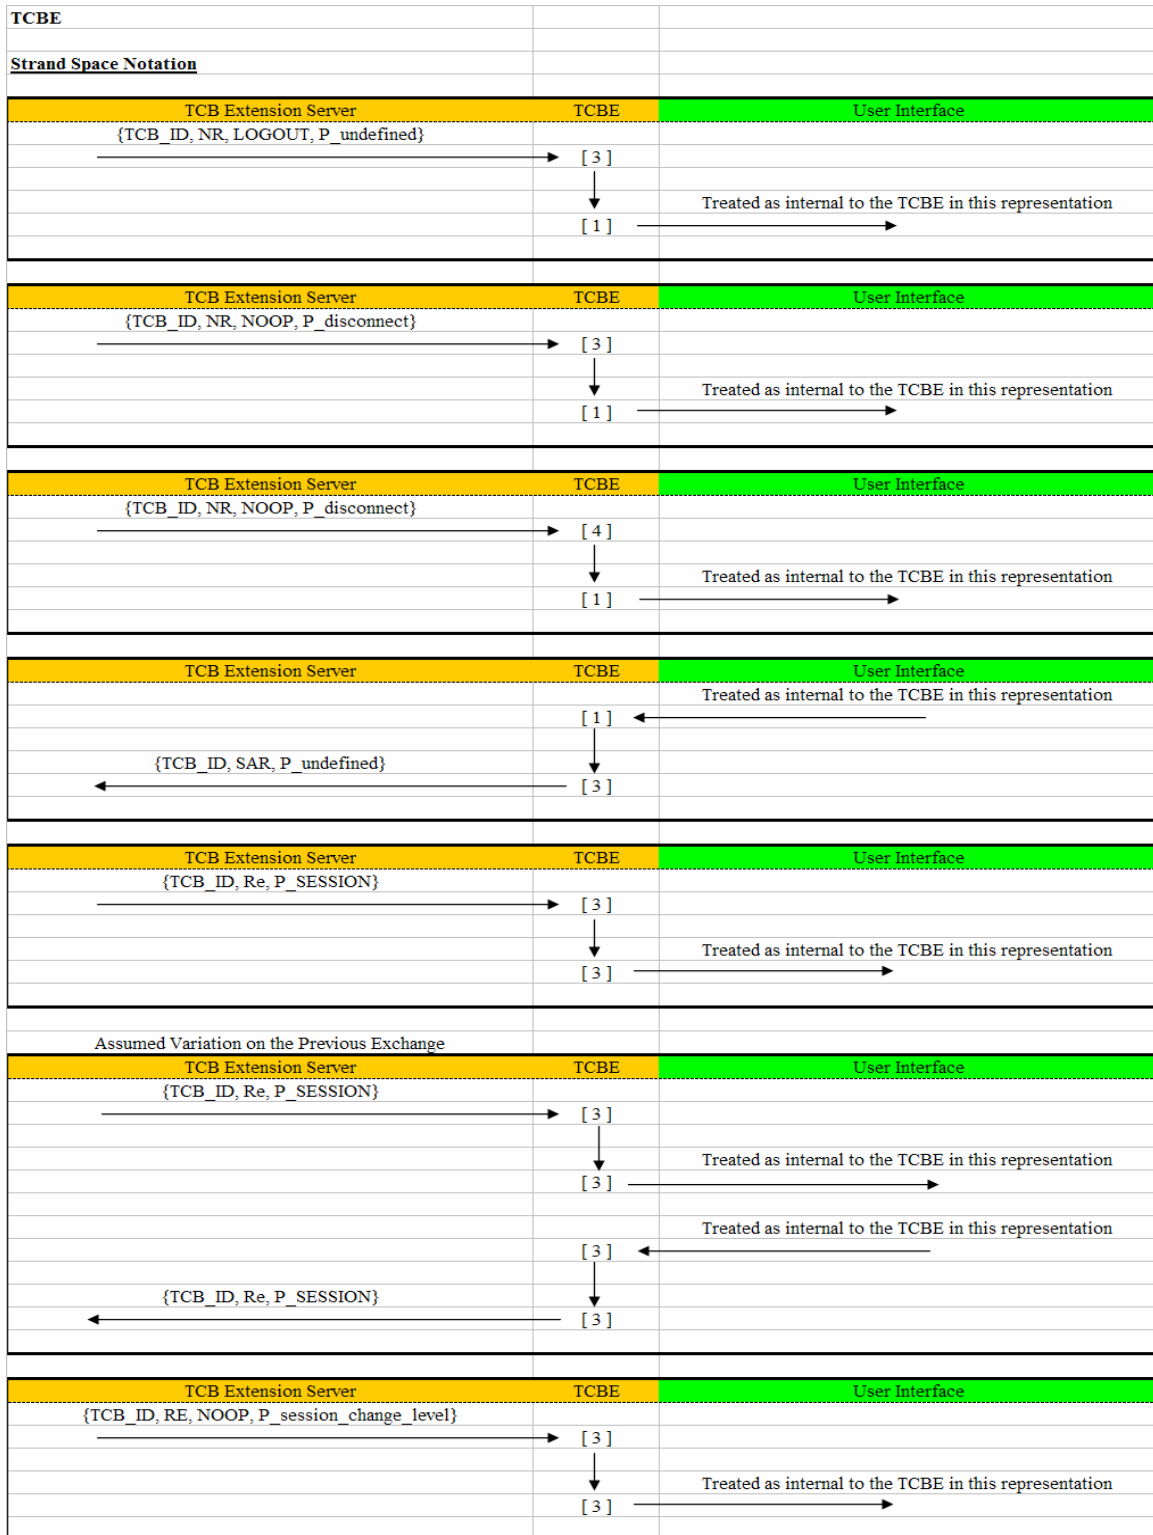 TCBE
Strand Space Notation
TCB Extension Server TCBE User Interface
{TCB_ID, NR, LOGOUT, P_undefined}
[ 3 ]
Treated as internal to the TCBE in this representation
[ 1 ]
TCB Extension Server TCBE User Interface
{TCB_ID, NR, NOOP, P_disconnect}
[ 3 ]
Treated as internal to the TCBE in this representation
[ 1 ]
TCB Extension Server TCBE User Interface
{TCB_ID, NR, NOOP, P_disconnect}
[ 4 ]
Treated as internal to the TCBE in this representation
[ 1 ]
TCB Extension Server TCBE User Interface
Treated as internal to the TCBE in this representation
[ 1 ]
{TCB_ID, SAR, P_undefined}
[ 3 ]
TCB Extension Server TCBE User Interface
{TCB_ID, Re, P_SESSION}
[ 3 ]
Treated as internal to the TCBE in this representation
[ 3 ]
Assumed Variation on the Previous Exchange
TCB Extension Server TCBE User Interface
{TCB_ID, Re, P_SESSION}
[ 3 ]
Treated as internal to the TCBE in this representation
[ 3 ]
Treated as internal to the TCBE in this representation
[ 3 ]
{TCB_ID, Re, P_SESSION}
[ 3 ]
TCB Extension Server TCBE User Interface
{TCB_ID, RE, NOOP, P_session_change_level}
[ 3 ]
Treated as internal to the TCBE in this representation
[ 3 ]